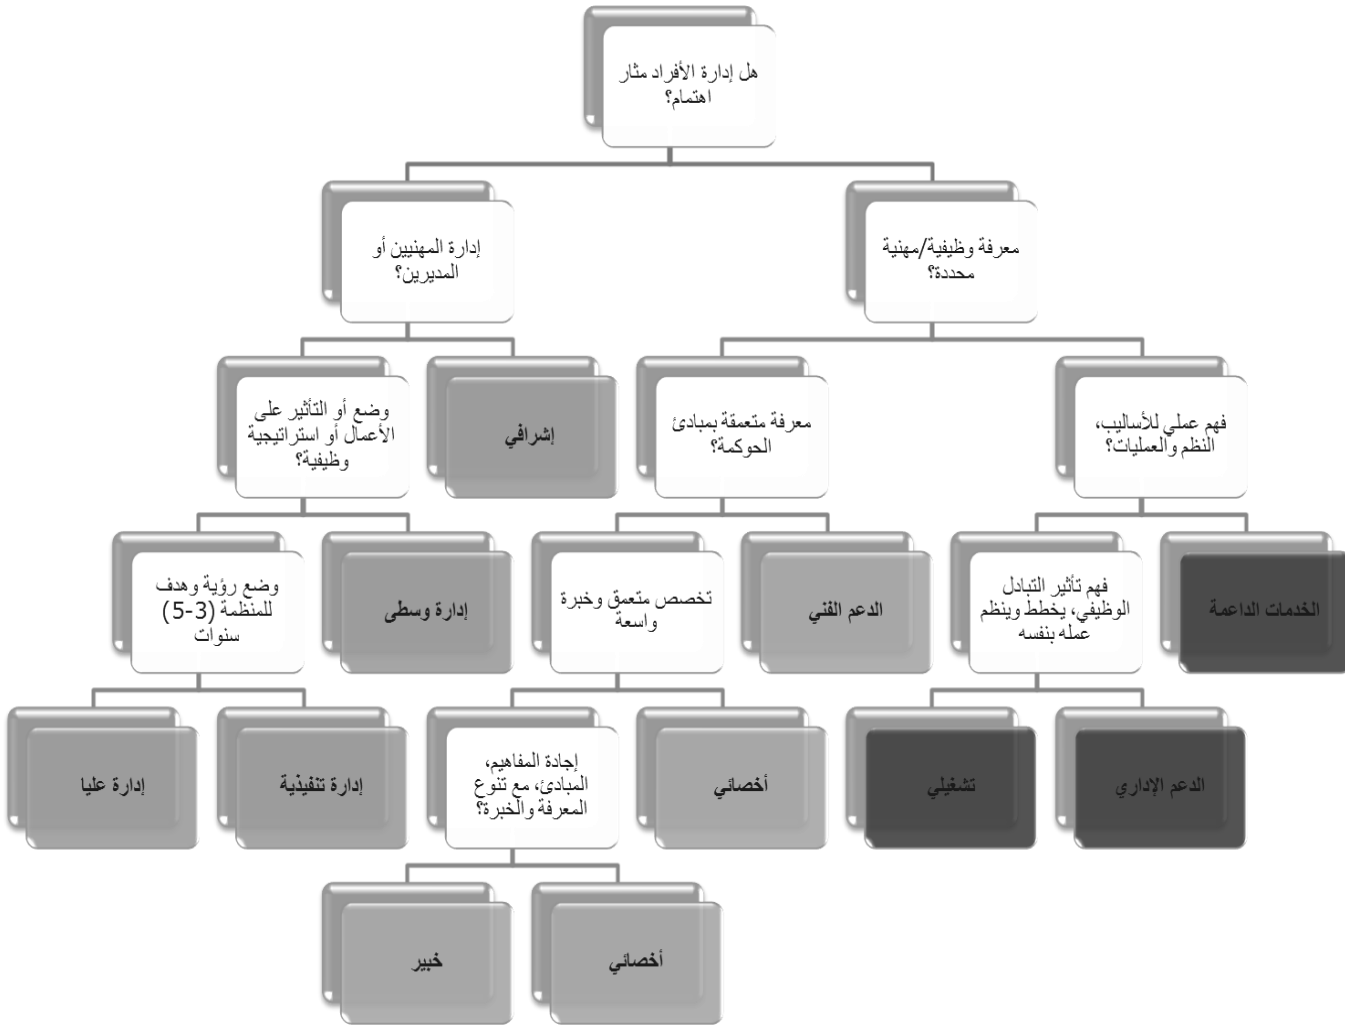 هل إدارة الأفراد مثار
اهتمام؟
معرفة وظيفية/مهنية
محددة؟
إدارة المهنيين أو
المديرين؟
فهم عملي للأساليب،
النظم والعمليات؟
معرفة متعمقة بمبادئ
الحوكمة؟
إشرافي
وضع أو التأثير على
الأعمال أو استراتيجية
وظيفية؟
الخدمات الداعمة
فهم تأثير التبادل
الوظيفي، يخطط وينظم
عمله بنفسه
الدعم الفني
تخصص متعمق وخبرة
واسعة
إدارة وسطى
وضع رؤية وهدف
للمنظمة (3-5)
سنوات
الدعم الإداري
تشغيلي
أخصائي
إجادة المفاهيم،
المبادئ، مع تنوع
المعرفة والخبرة؟
إدارة تنفيذية
إدارة عليا
أخصائي
خبير